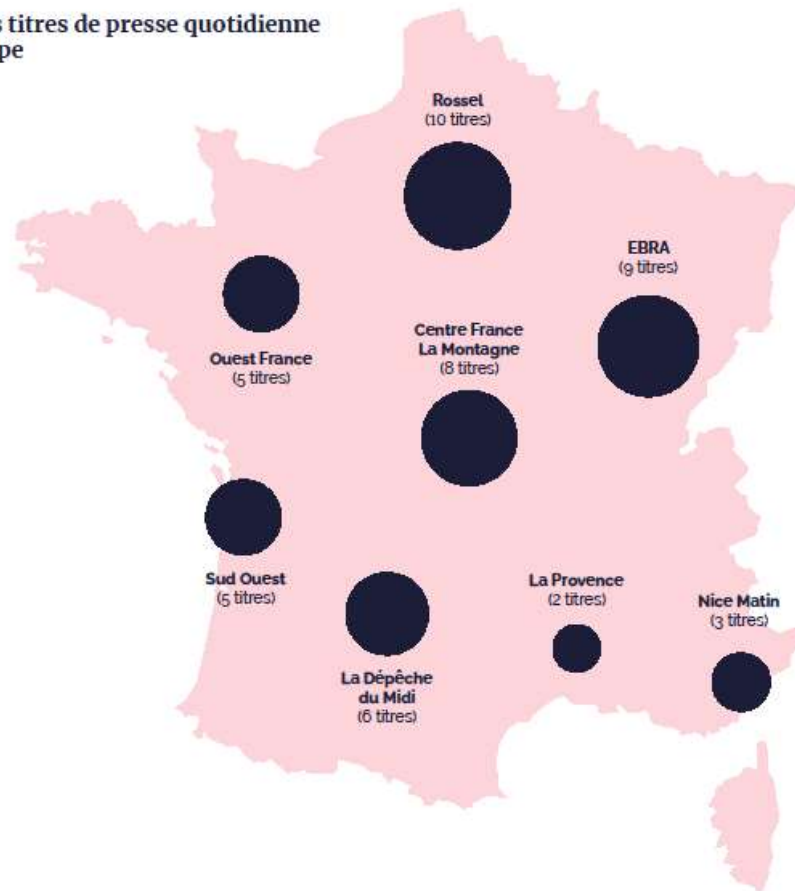 s titres de presse quotidienne
pe
Rossel
(10 titres)
EBRA
(9 titres)
Centre France
La Montagne
(8 titres)
Ouest France
(5 titres)
Sud Ouest
(5 titres)
La Provence
(2 titres)
Nice Matin
(3 titres)
La Dépêche
du Midi
(6 titres)